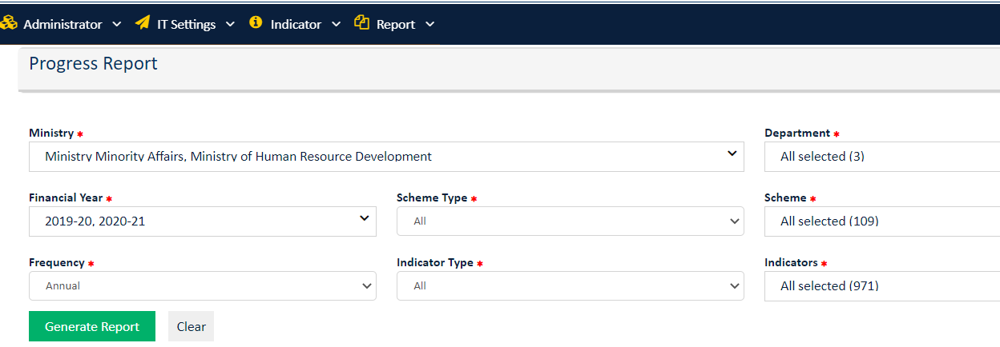 Administrator IT Settings Indicator Report
Progress Report
Ministry * Department *
Ministry Minority Affairs, Ministry of Human Resource Development All selected (3)
Financial Year * Scheme Type * Scheme *
2019-20, 2020-21 All All selected (109)
Frequency * Indicator Type * Indicators *
Annual All All selected (971)
Generate Report Clear